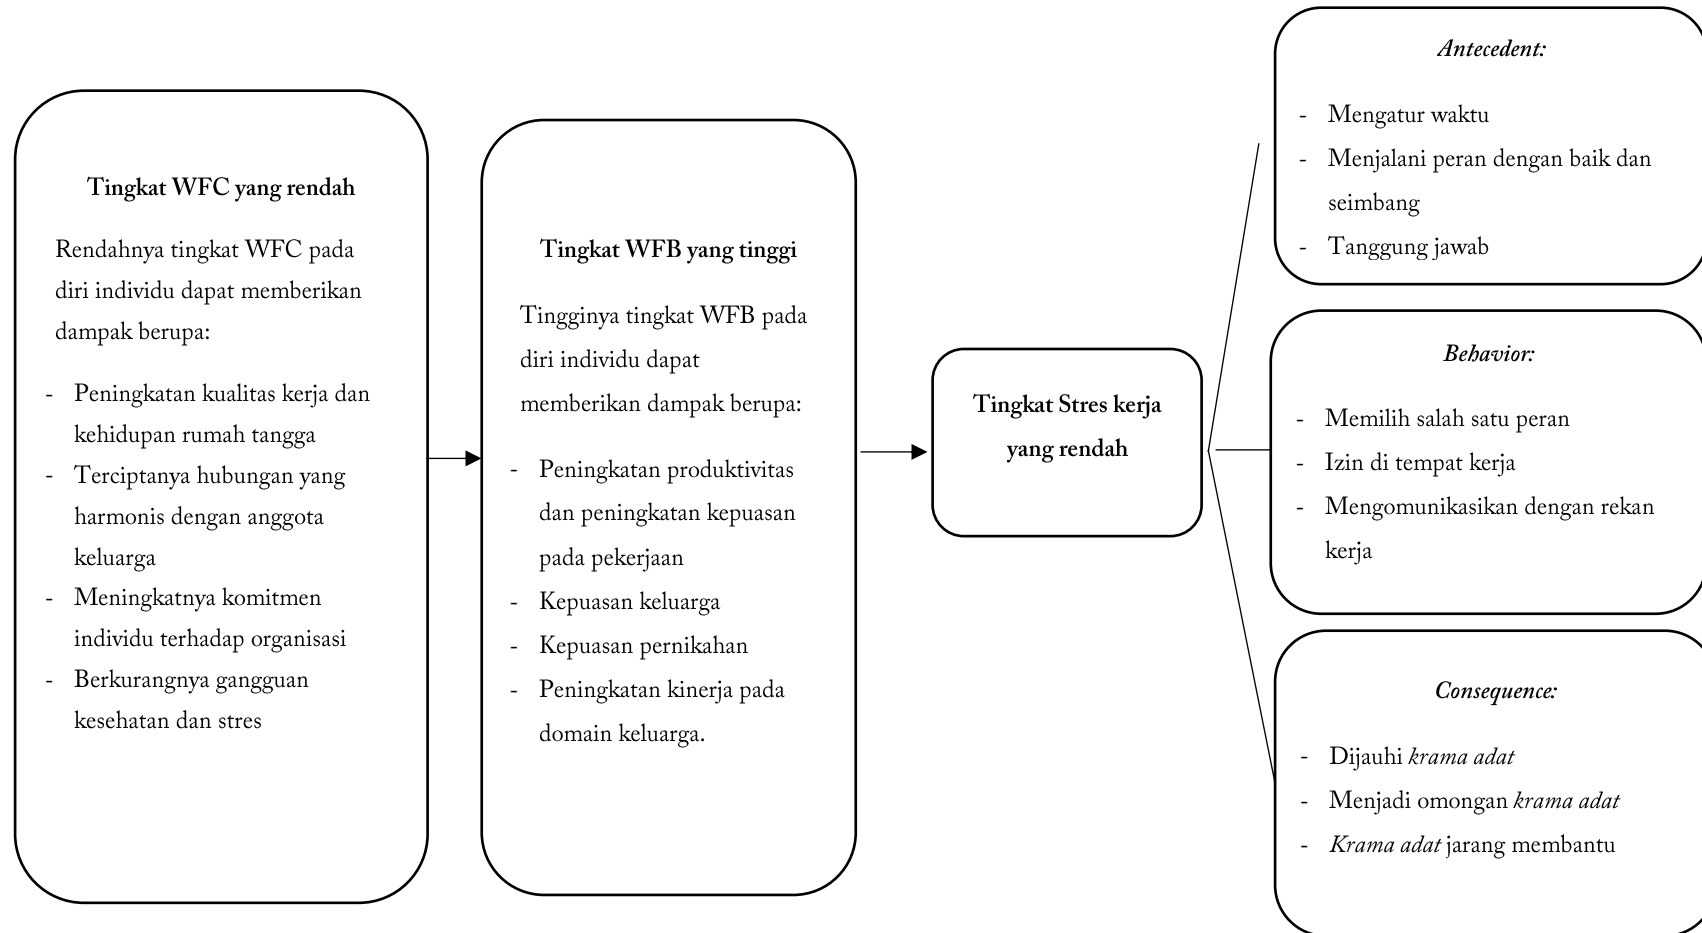 Tingkat WFC yang rendah
Rendahnya tingkat WFC pada
diri individu dapat memberikan
dampak berupa:
- Peningkatan kualitas kerja dan
kehidupan rumah tangga
- Terciptanya hubungan yang
harmonis dengan anggota
keluarga
- Meningkatnya komitmen
individu terhadap organisasi
- Berkurangnya gangguan
kesehatan dan stres
Tingkat WFB yang tinggi
Tingginya tingkat WFB pada
diri individu dapat
memberikan dampak berupa:
- Peningkatan produktivitas
dan peningkatan kepuasan
pada pekerjaan
- Kepuasan keluarga
- Kepuasan pernikahan
- Peningkatan kinerja pada
domain keluarga.
Tingkat Stres kerja
yang rendah
Antecedent:
- Mengatur waktu
- Menjalani peran dengan baik dan
seimbang
- Tanggung jawab
Behavior:
- Memilih salah satu peran
- Izin di tempat kerja
- Mengomunikasikan dengan rekan
kerja
Consequence:
- Dijauhi krama adat
- Menjadi omongan krama adat
- Krama adat jarang membantu